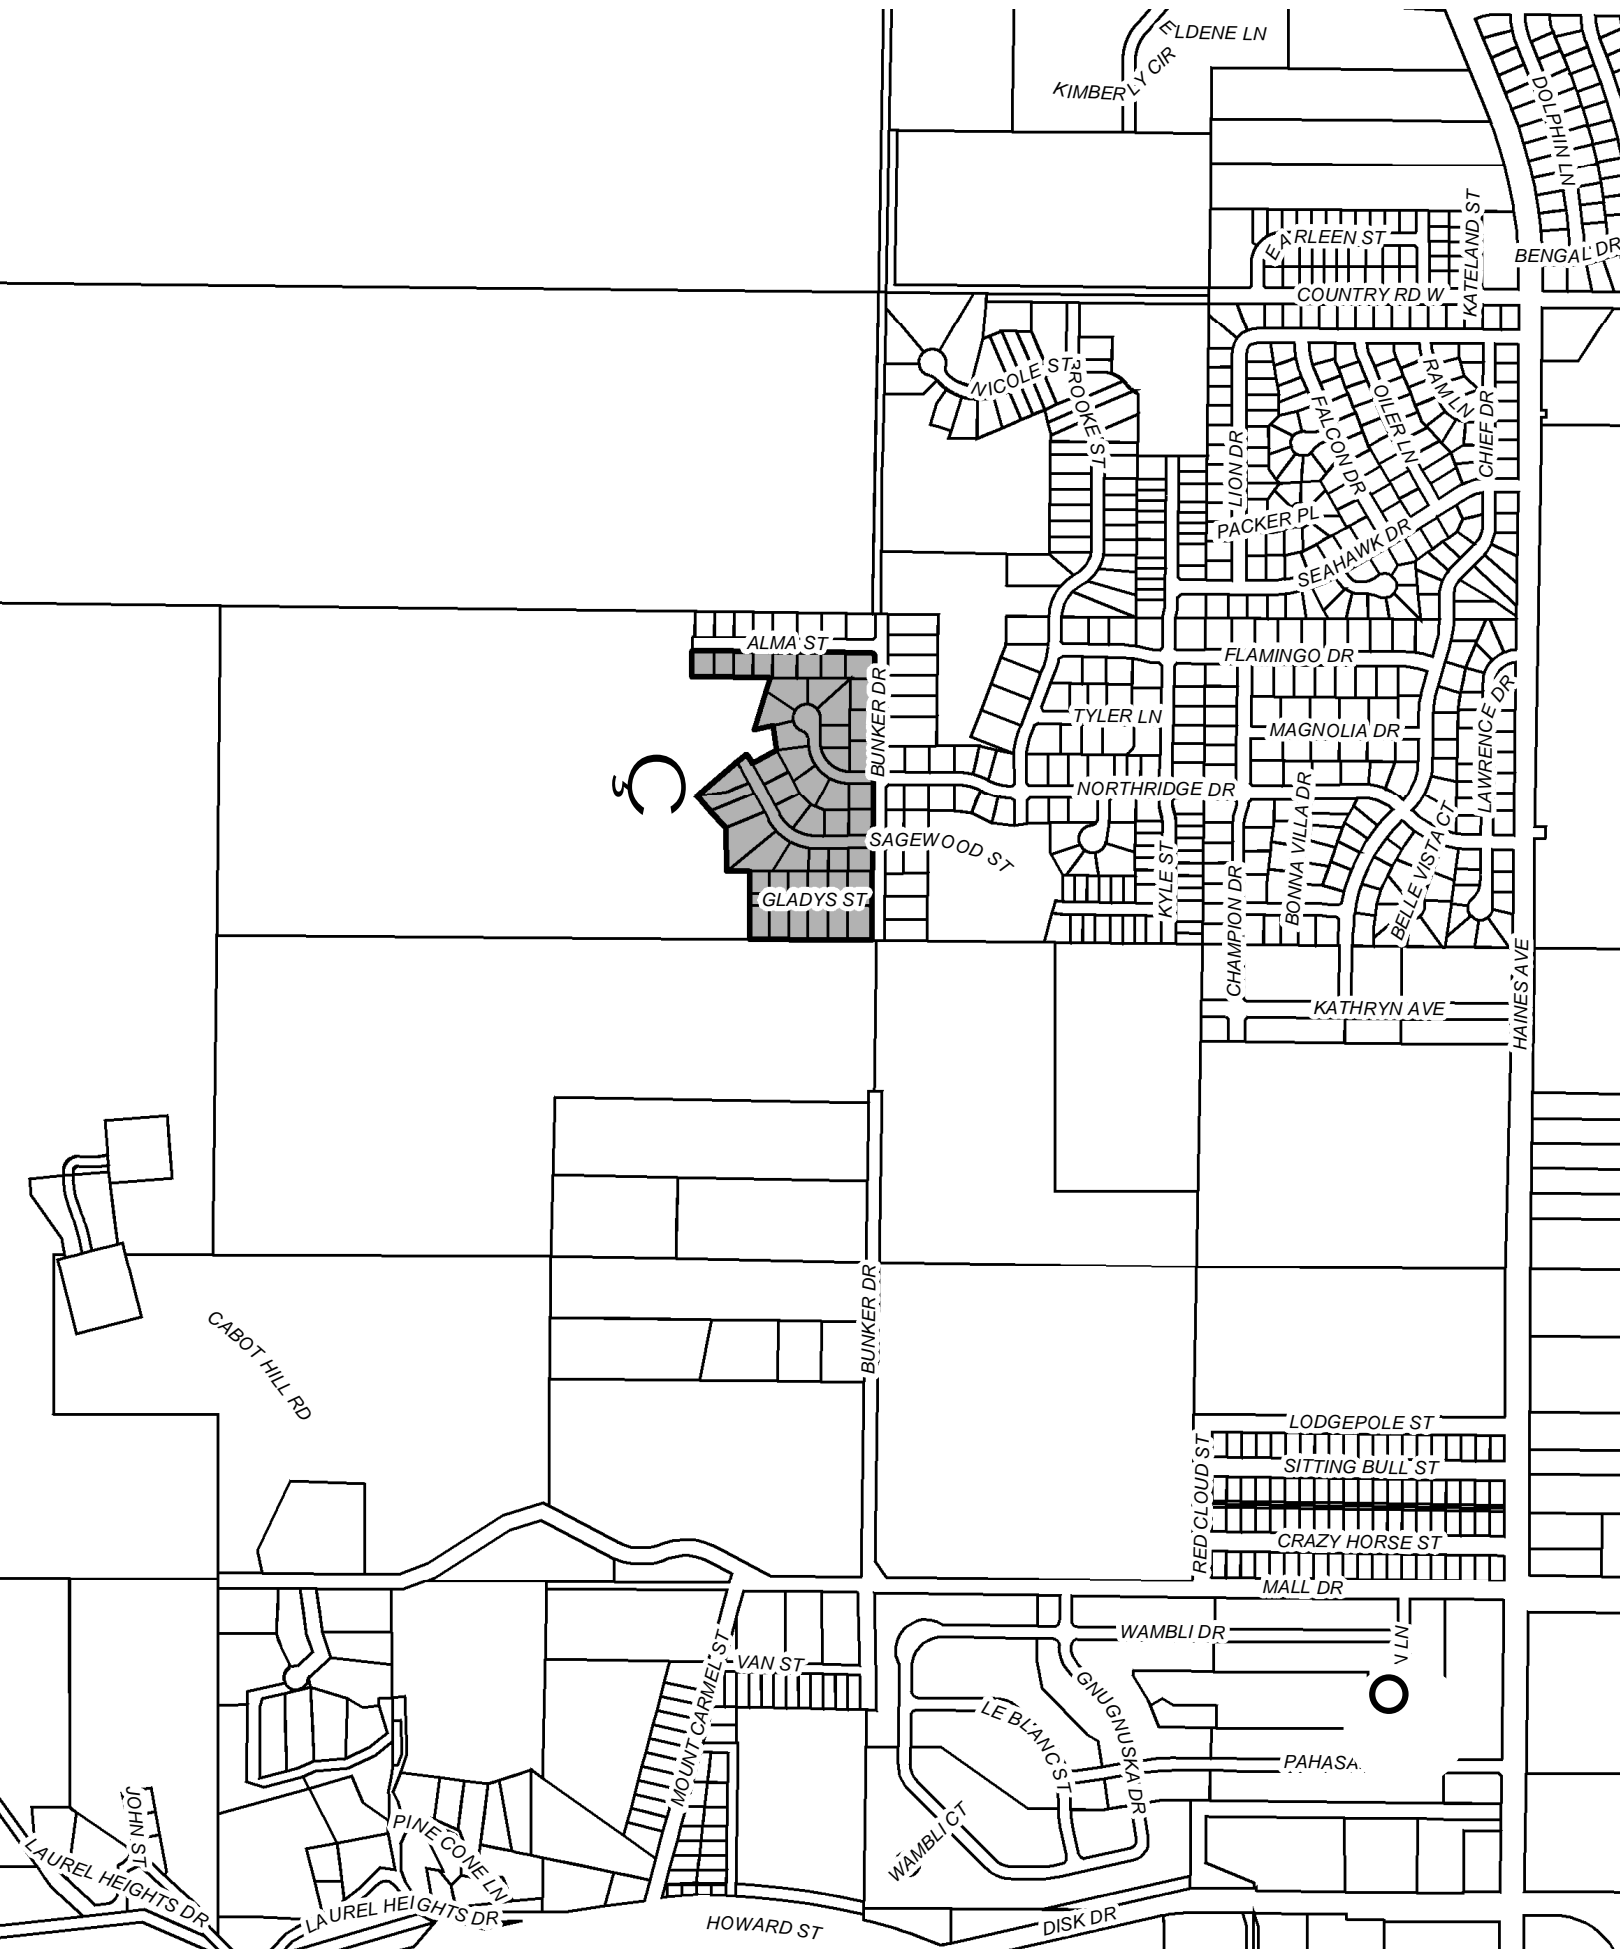 ELDENE LN
KIMBERLY CIR
DOLPHIN LN
KATELAND ST
EARLEEN ST
BENGAL DR
COUNTRY RD W
NICOLE ST
BROOKE ST
RAM LN
OILER LN
FALCON DR
CHIEF DR
LION DR
PACKER PL
SEAHAWK DR
ALMA ST
FLAMINGO DR
BUNKER DR
LAWRENCE DR
TYLER LN
MAGNOLIA DR
C
3
NORTHRIDGE DR
SAGEWOOD ST
BONNA VILLA DR
BELLE VISTA CT
KYLE ST
CHAMPION DR
GLADYS ST
HAINES AVE
KATHRYN AVE
BUNKER DR
CABOT HILL RD
LODGEPOLE ST
SITTING BULL ST
RED CLOUD ST
CRAZY HORSE ST
MALL DR
WAMBLI DR
N LN
VAN ST
MOUNT CARMEL ST
GNUGNUSKA DR
LE BLANC ST
PAHASA
JOHN ST
PINE CONE LN
WAMBLI CT
LAUREL HEIGHTS DR
LAUREL HEIGHTS DR
HOWARD ST
DISK DR